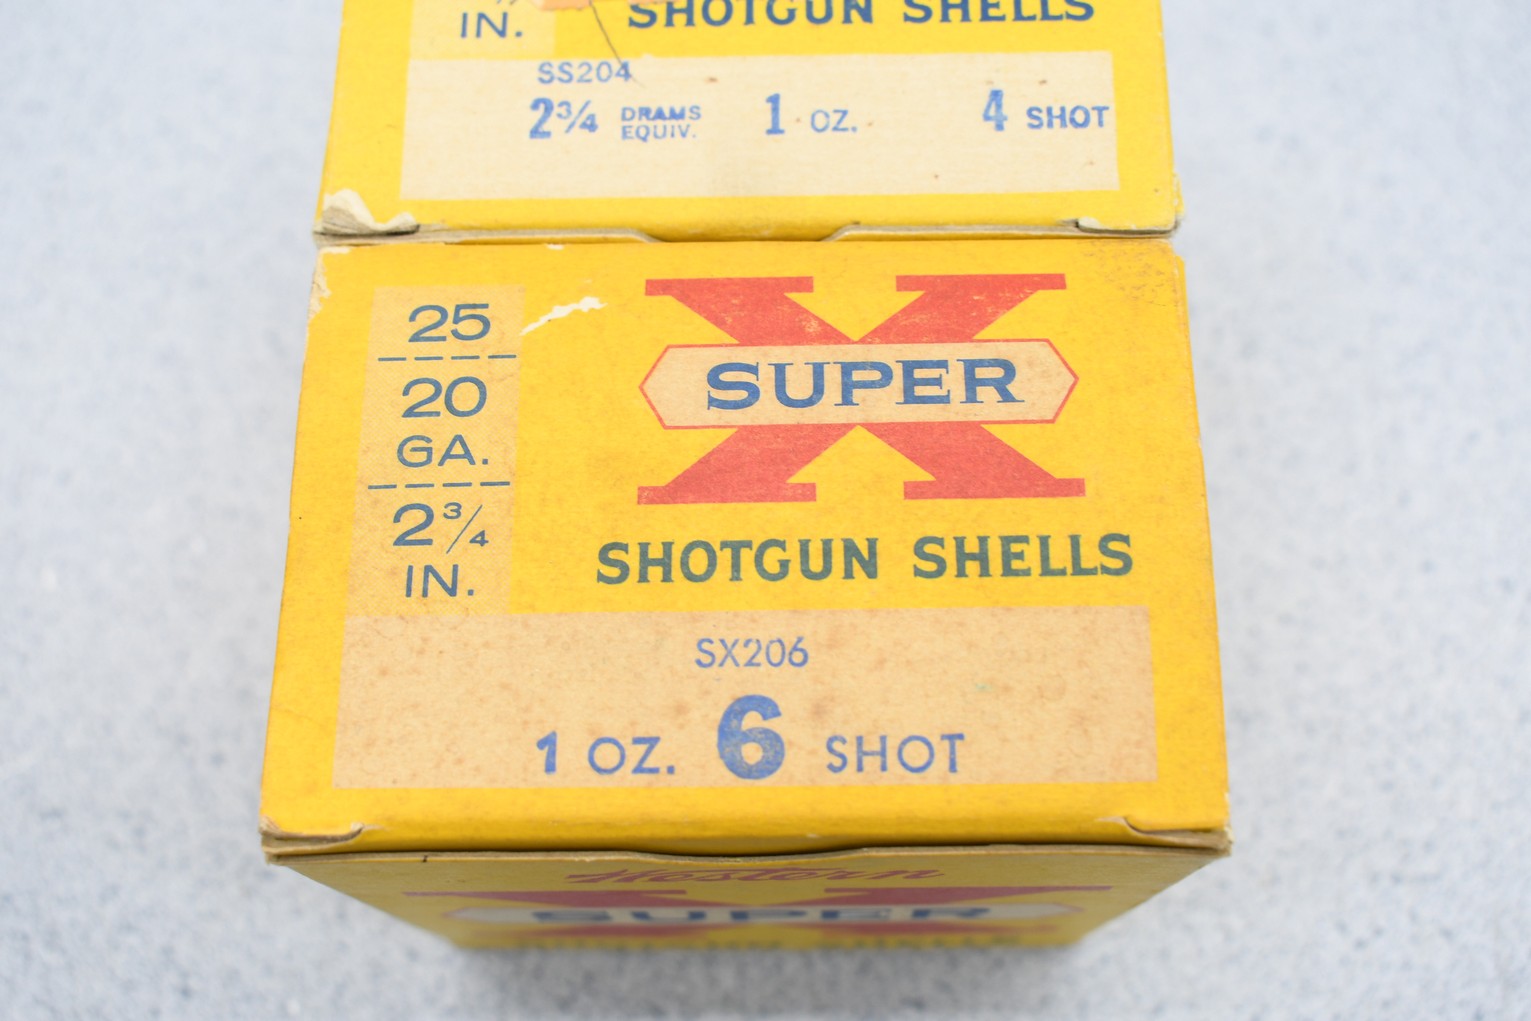 IN.
SHOTGUN SHELLS
SS204
2¾ DRAMS EQUIV. 1 OZ. 4 SHOT
25
20
GA.
2¾
IN.
SUPER X
SHOTGUN SHELLS
SX206
1 OZ. 6 SHOT
Western
SUPER X